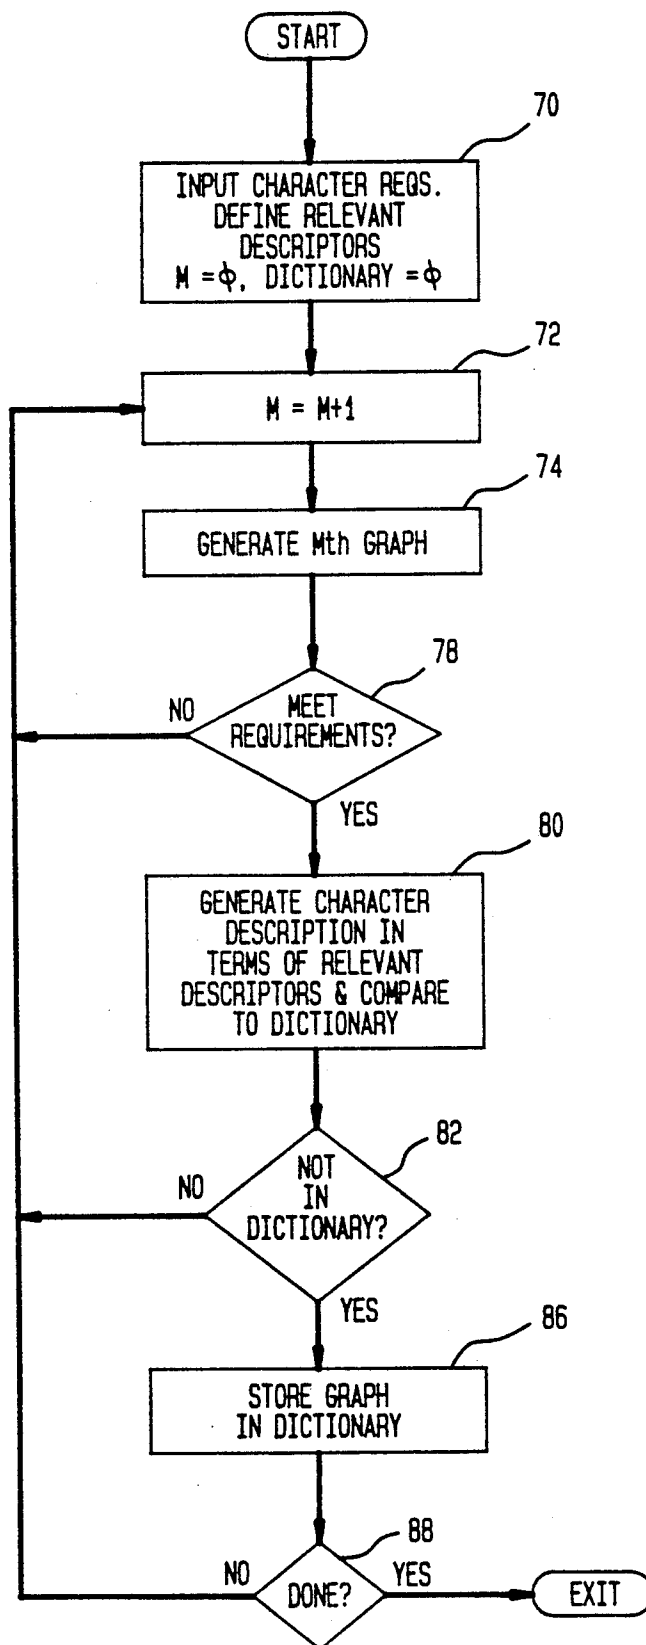 START
70
INPUT CHARACTER REQS.
DEFINE RELEVANT
DESCRIPTORS
M =ϕ, DICTIONARY =ϕ
72
M = M+1
74
GENERATE Mth GRAPH
78
NO
MEET
REQUIREMENTS?
YES
80
GENERATE CHARACTER
DESCRIPTION IN
TERMS OF RELEVANT
DESCRIPTORS & COMPARE
TO DICTIONARY
82
NO
NOT
IN
DICTIONARY?
YES
86
STORE GRAPH
IN DICTIONARY
88
NO
DONE?
YES
EXIT